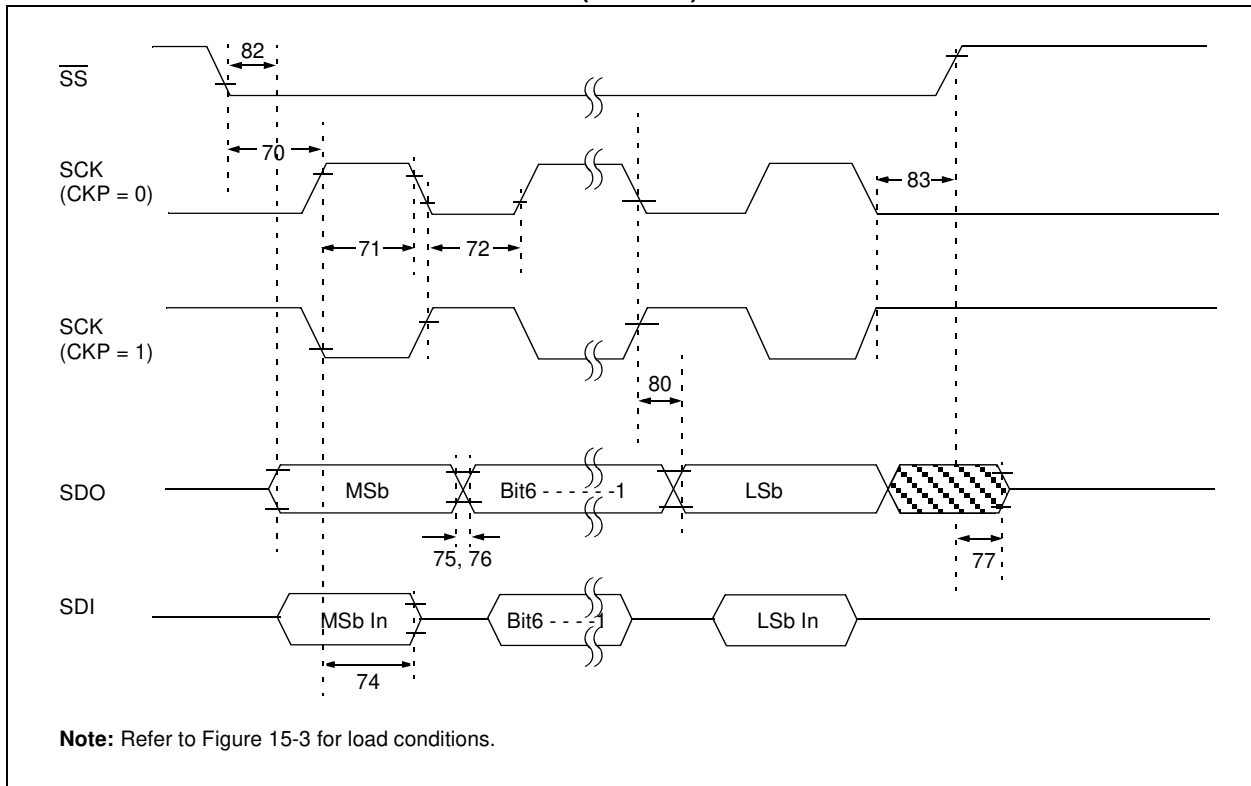 82
SS
70
SCK
(CKP = 0)
83
71
72
SCK
(CKP = 1)
80
SDO
MSb
Bit6 - - - - - -1
LSb
75, 76
77
SDI
MSb In
Bit6 - - - -1
LSb In
74
Note: Refer to Figure 15-3 for load conditions.